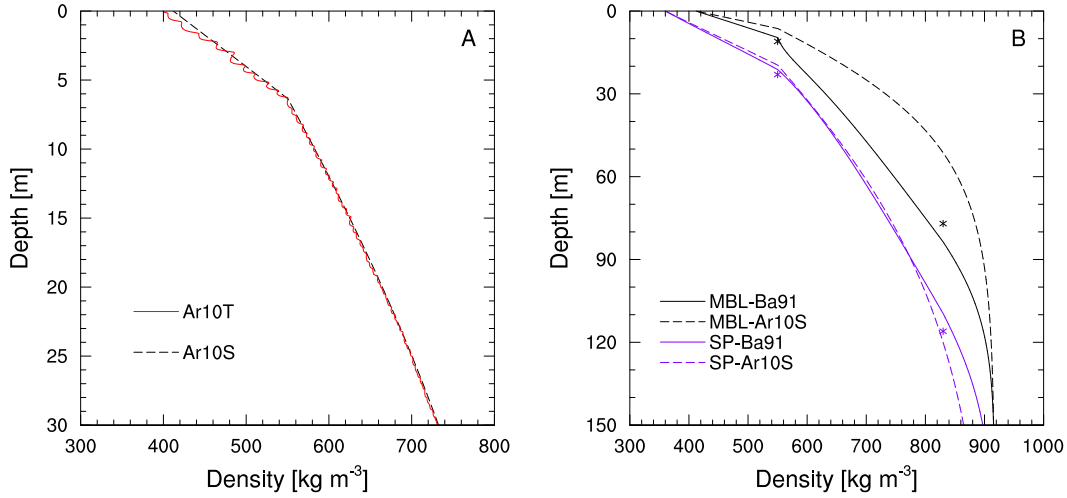 A
B
0
5
10
15
20
25
30
0
30
60
90
120
150
Depth [m]
Depth [m]
Ar10T
Ar10S
MBL-Ba91
MBL-Ar10S
SP-Ba91
SP-Ar10S
300 400 500 600 700 800
300 400 500 600 700 800 900 1000
Density [kg m⁻³]
Density [kg m⁻³]